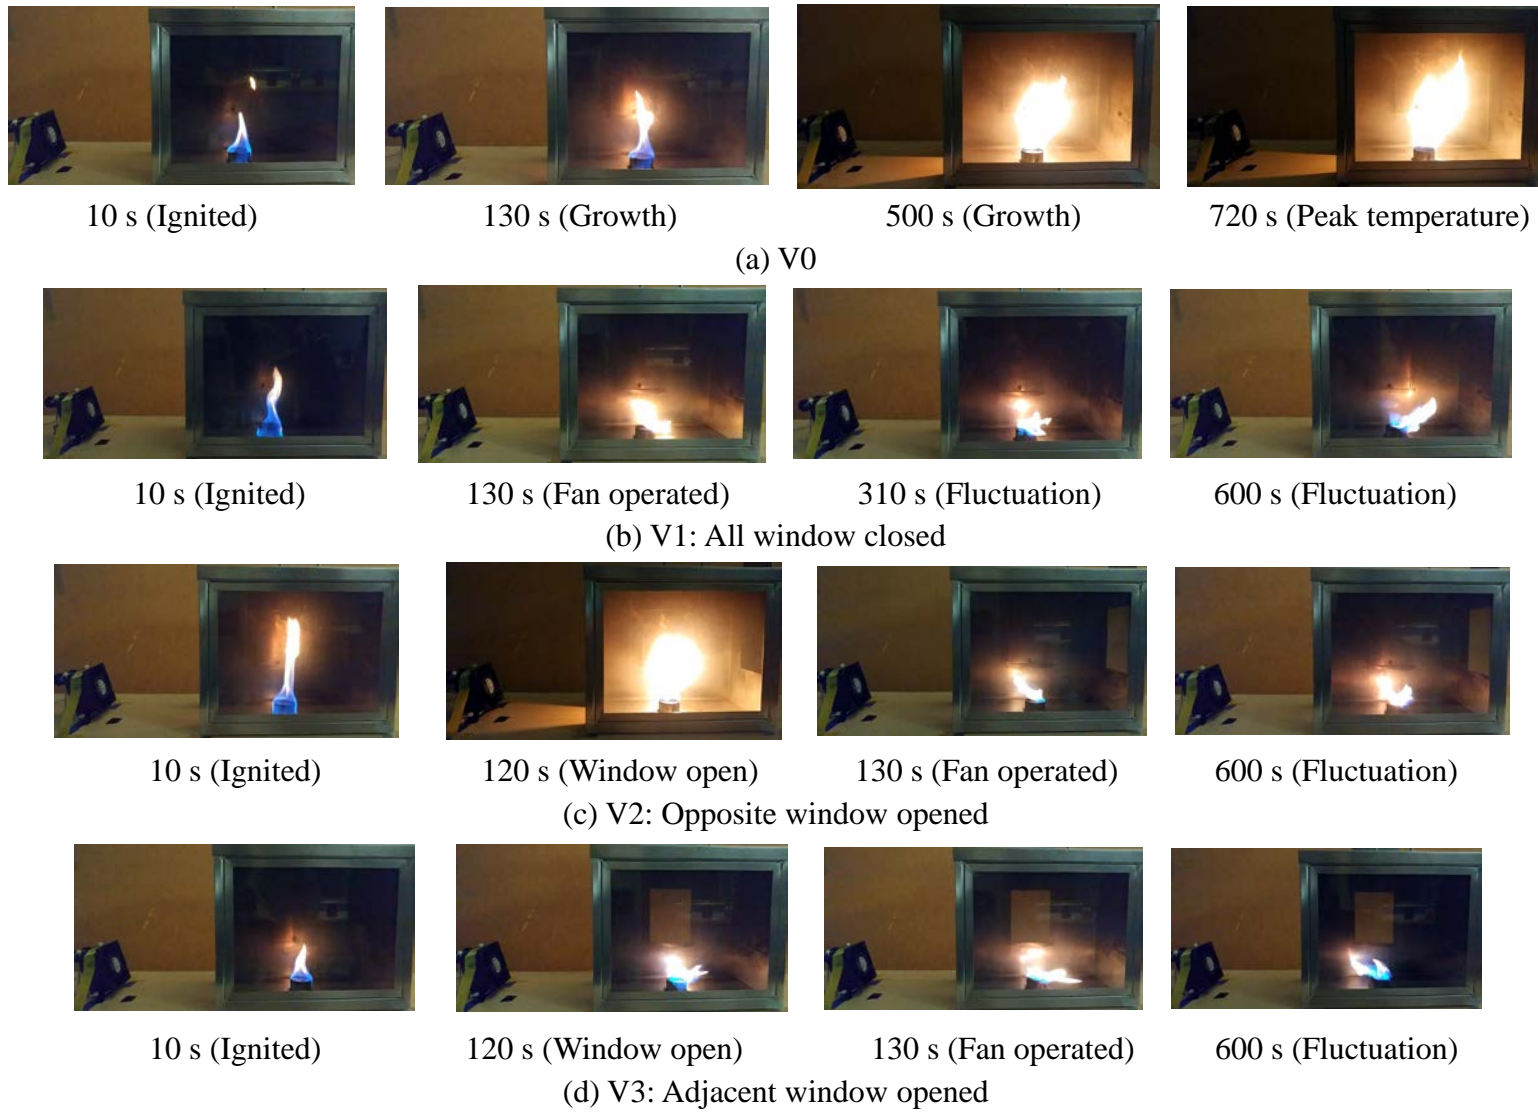 10 s (Ignited) 130 s (Growth) 500 s (Growth) 720 s (Peak temperature)
(a) V0
10 s (Ignited) 130 s (Fan operated) 310 s (Fluctuation) 600 s (Fluctuation)
(b) V1: All window closed
10 s (Ignited) 120 s (Window open) 130 s (Fan operated) 600 s (Fluctuation)
(c) V2: Opposite window opened
10 s (Ignited) 120 s (Window open) 130 s (Fan operated) 600 s (Fluctuation)
(d) V3: Adjacent window opened